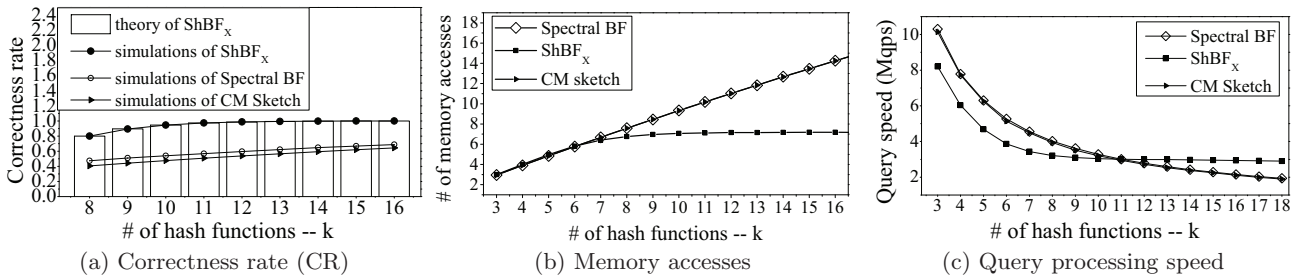 2.4
2.2
2.0
1.8
1.6
1.4
1.2
1.0
0.8
0.6
0.4
0.2
0.0
Correctness rate
theory of ShBFX
simulations of ShBFX
simulations of Spectral BF
simulations of CM Sketch
8 9 10 11 12 13 14 15 16
# of hash functions -- k
(a) Correctness rate (CR)
18
16
14
12
10
8
6
4
2
# of memory accesses
Spectral BF
ShBFX
CM sketch
3 4 5 6 7 8 9 10 11 12 13 14 15 16
# of hash functions -- k
(b) Memory accesses
10
8
6
4
2
Query speed (Mqps)
Spectral BF
ShBFX
CM Sketch
3 4 5 6 7 8 9 10 11 12 13 14 15 16 17 18
# of hash functions -- k
(c) Query processing speed